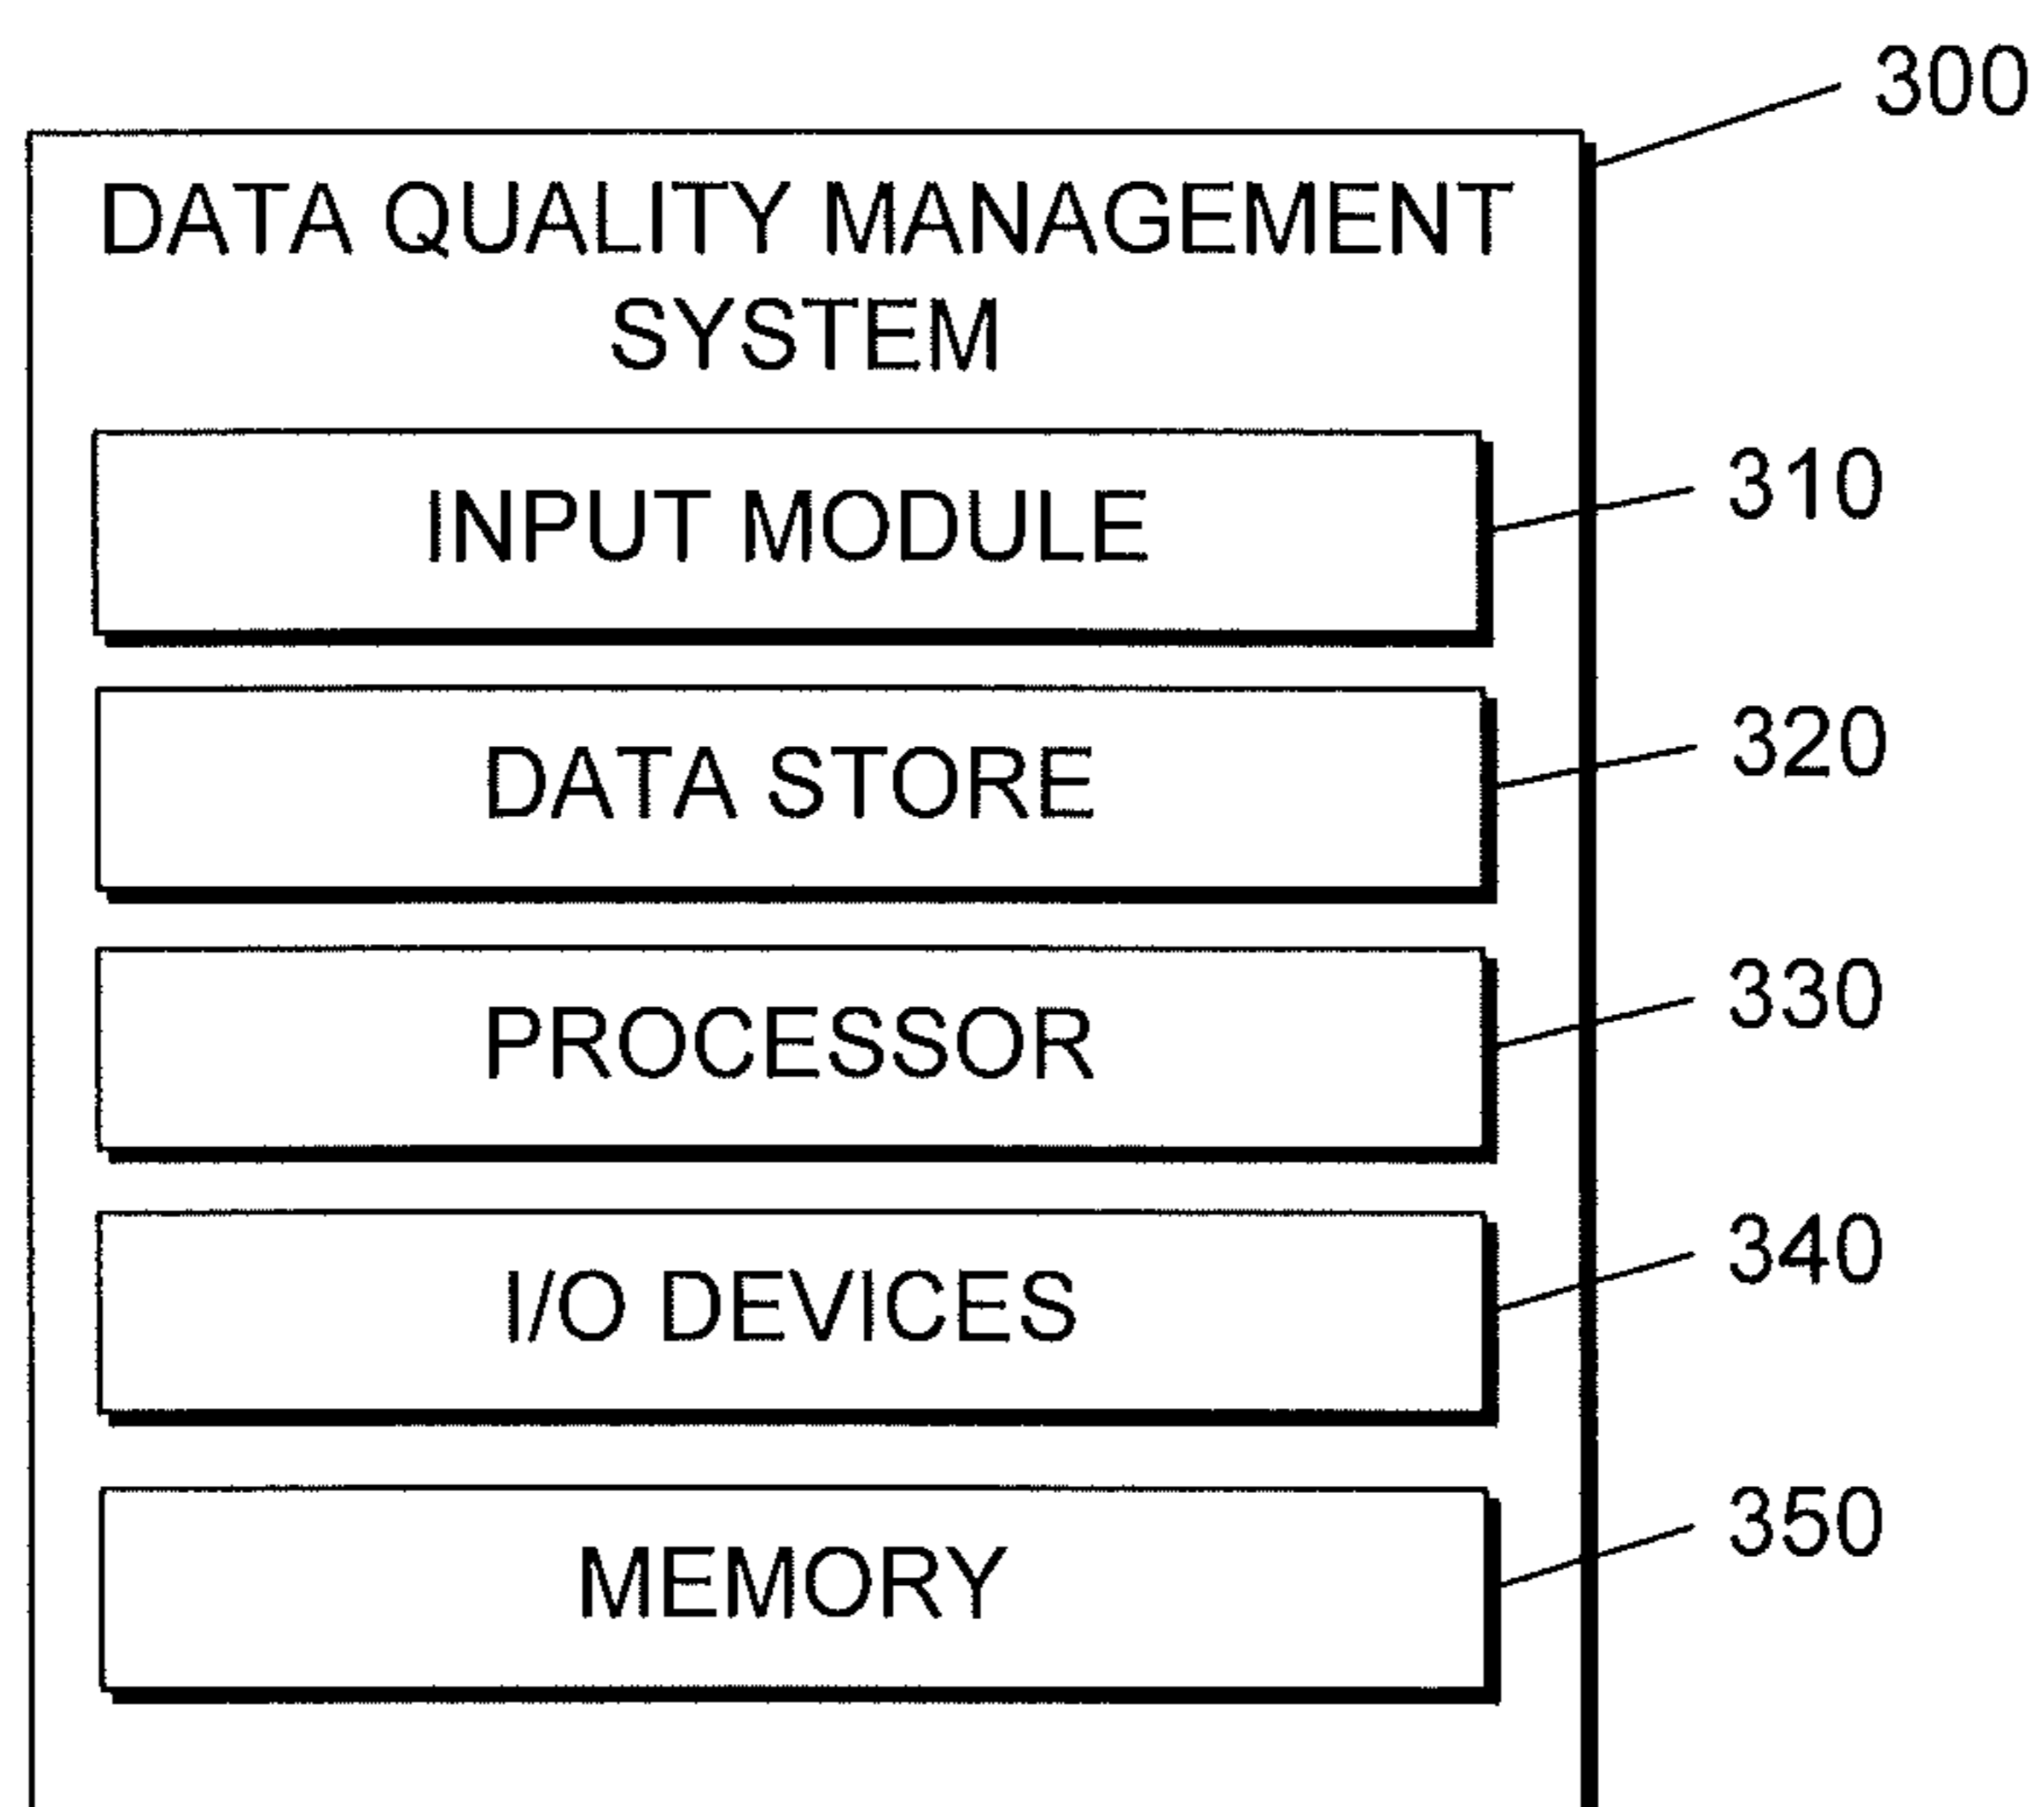 300
DATA QUALITY MANAGEMENT
SYSTEM
INPUT MODULE
310
DATA STORE
320
PROCESSOR
330
I/O DEVICES
340
MEMORY
350